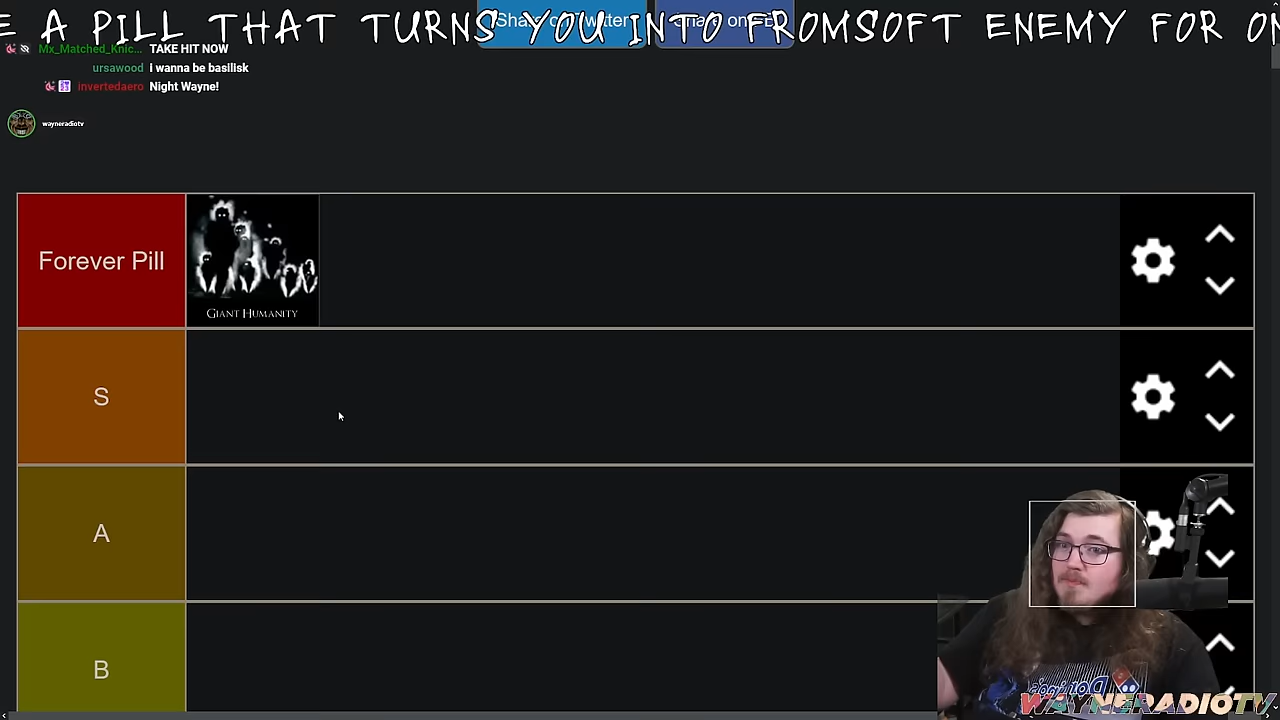 E A PILL THAT TURNS YOU INTO FROMSOFT ENEMY FOR ON
Mx_Matched_Knic... TAKE HIT NOW
ursawood i wanna be basilisk
invertedaero Night Wayne!
wayneradiotv
Forever Pill
GIANT HUMANITY
S
A
B
WAYNERADIOTV